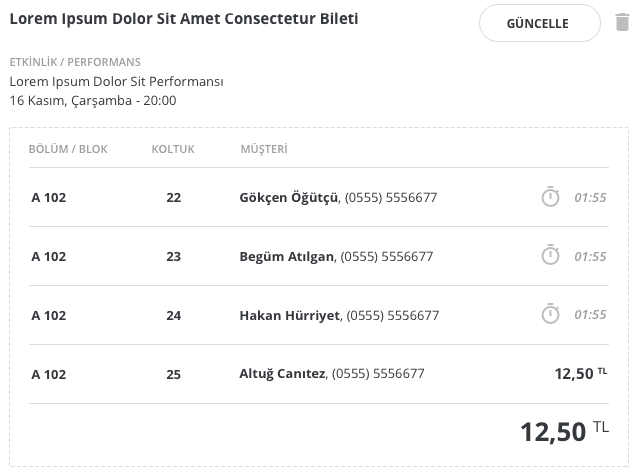 Lorem Ipsum Dolor Sit Amet Consectetur Bileti
GÜNCELLE
ETKİNLİK / PERFORMANS
Lorem Ipsum Dolor Sit Performansı
16 Kasım, Çarşamba - 20:00
BÖLÜM / BLOK KOLTUK MÜŞTERİ
A 102 22 Gökçen Öğütçü, (0555) 5556677 01:55
A 102 23 Begüm Atılgan, (0555) 5556677 01:55
A 102 24 Hakan Hürriyet, (0555) 5556677 01:55
A 102 25 Altuğ Canıtez, (0555) 5556677 12,50 TL
12,50 TL